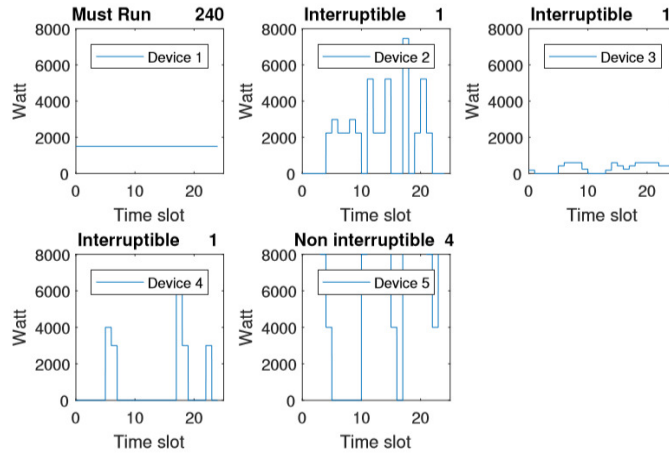 Must Run 240
8000
6000
4000
2000
0
Watt
Device 1
0 10 20
Time slot
Interruptible 1
8000
6000
4000
2000
0
Watt
Device 2
0 10 20
Time slot
Interruptible 1
8000
6000
4000
2000
0
Watt
Device 3
0 10 20
Time slot
Interruptible 1
8000
6000
4000
2000
0
Watt
Device 4
0 10 20
Time slot
Non interruptible 4
8000
6000
4000
2000
0
Watt
Device 5
0 10 20
Time slot